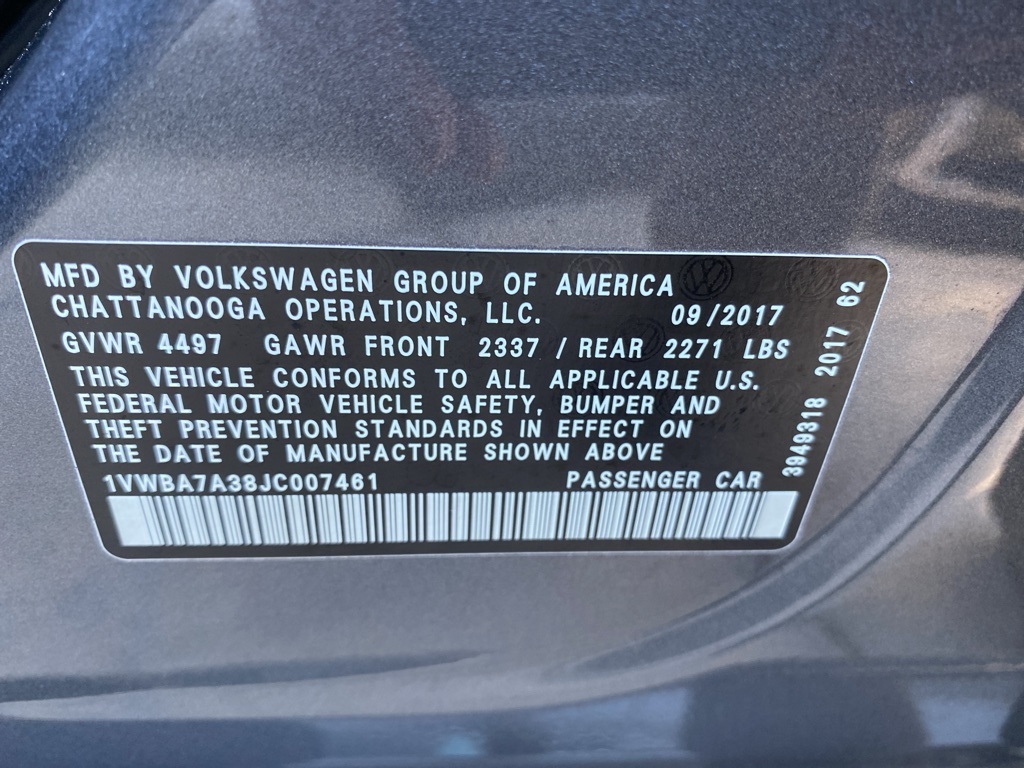 MFD BY VOLKSWAGEN GROUP OF AMERICA
CHATTANOOGA OPERATIONS, LLC. 09/2017
GVWR 4497 GAWR FRONT 2337 / REAR 2271 LBS
THIS VEHICLE CONFORMS TO ALL APPLICABLE U.S.
FEDERAL MOTOR VEHICLE SAFETY, BUMPER AND
THEFT PREVENTION STANDARDS IN EFFECT ON
THE DATE OF MANUFACTURE SHOWN ABOVE
1VWBA7A38JC007461 PASSENGER CAR
3949318 2017 62